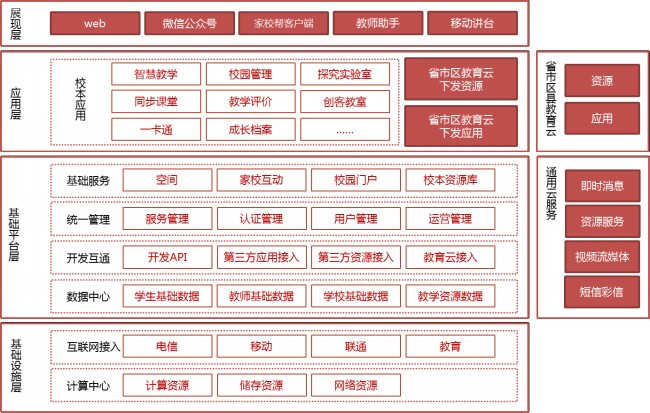 展现层
web
微信公众号
家校帮客户端
教师助手
移动讲台
应用层
校本应用
智慧教学
校园管理
探究实验室
同步课堂
教学评价
创客教室
一卡通
成长档案
……
省市区教育云
下发资源
省市区教育云
下发应用
省市区县教育云
资源
应用
基础平台层
基础服务
空间
家校互动
校园门户
校本资源库
统一管理
服务管理
认证管理
用户管理
运营管理
开发互通
开发API
第三方应用接入
第三方资源接入
教育云接入
数据中心
学生基础数据
教师基础数据
学校基础数据
教学资源数据
通用云服务
即时消息
资源服务
视频流媒体
短信彩信
基础设施层
互联网接入
电信
移动
联通
教育
计算中心
计算资源
储存资源
网络资源